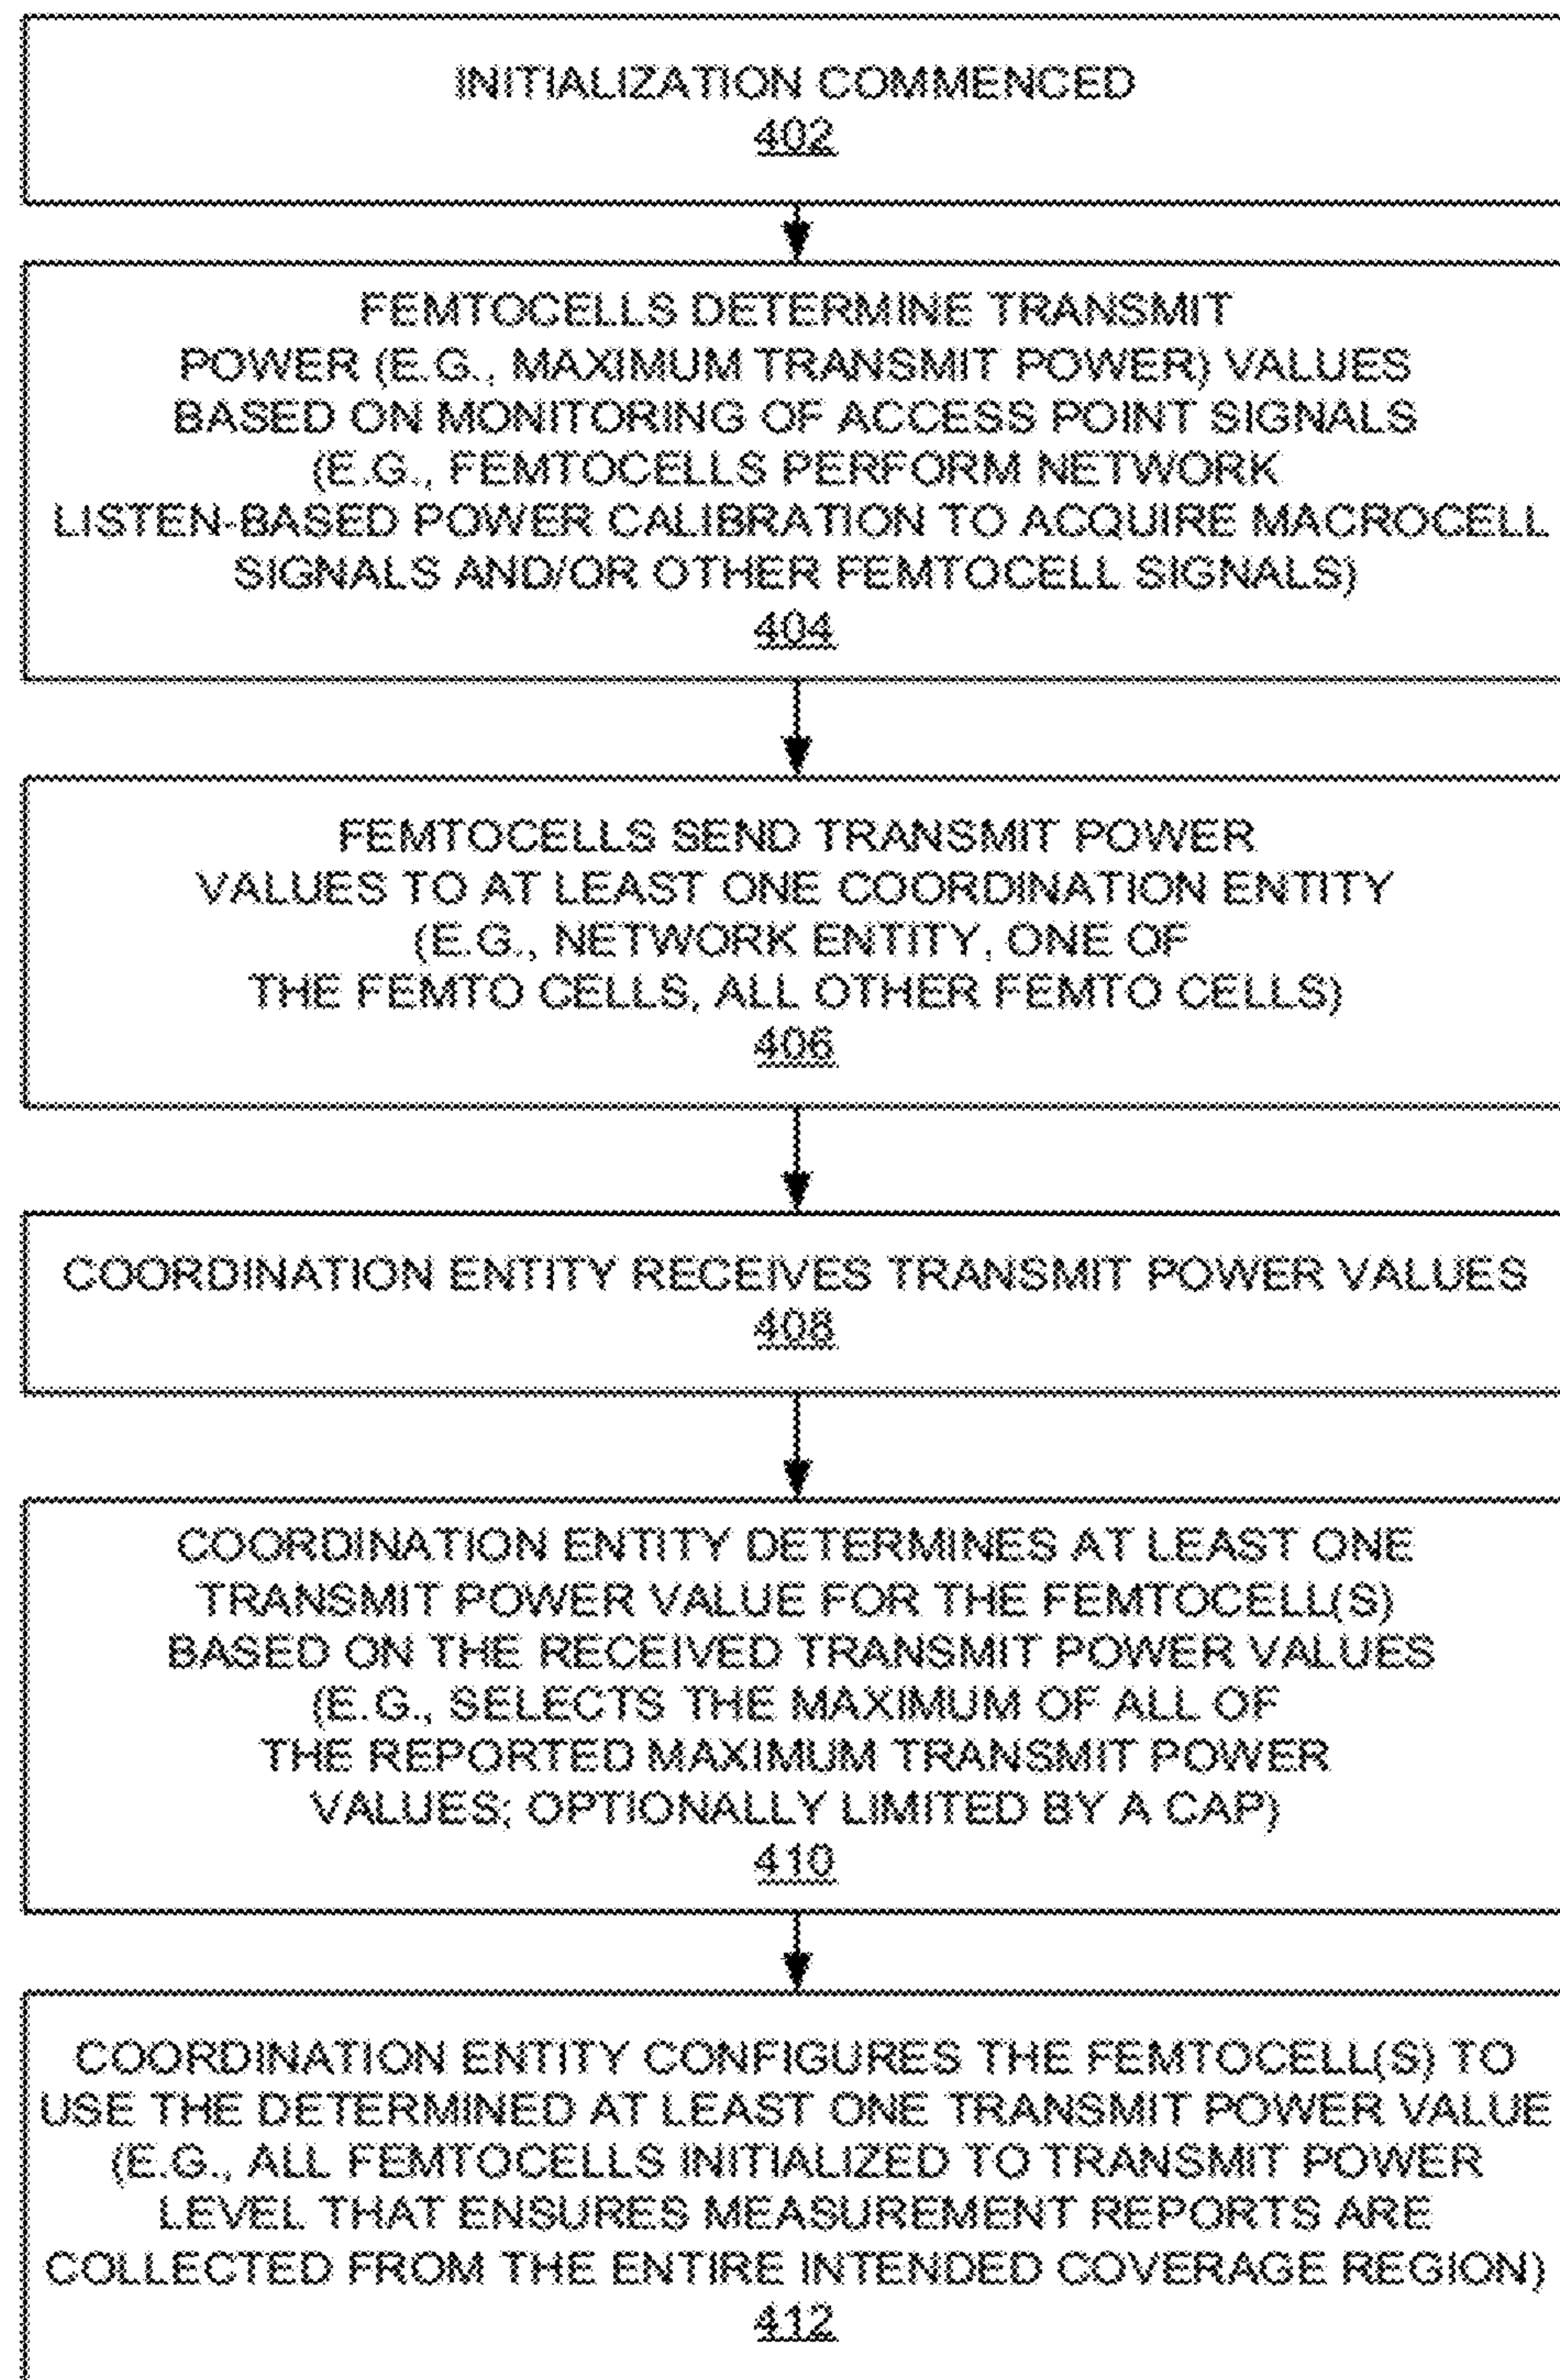 INITIALIZATION COMMENCED
402
FEMTOCELLS DETERMINE TRANSMIT
POWER (E.G., MAXIMUM TRANSMIT POWER) VALUES
BASED ON MONITORING OF ACCESS POINT SIGNALS
(E.G., FEMTOCELLS PERFORM NETWORK
LISTEN-BASED POWER CALIBRATION TO ACQUIRE MACROCELL
SIGNALS AND/OR OTHER FEMTOCELL SIGNALS)
404
FEMTOCELLS SEND TRANSMIT POWER
VALUES TO AT LEAST ONE COORDINATION ENTITY
(E.G., NETWORK ENTITY, ONE OF
THE FEMTO CELLS, ALL OTHER FEMTO CELLS)
406
COORDINATION ENTITY RECEIVES TRANSMIT POWER VALUES
408
COORDINATION ENTITY DETERMINES AT LEAST ONE
TRANSMIT POWER VALUE FOR THE FEMTOCELL(S)
BASED ON THE RECEIVED TRANSMIT POWER VALUES
(E.G., SELECTS THE MAXIMUM OF ALL OF
THE REPORTED MAXIMUM TRANSMIT POWER
VALUES; OPTIONALLY LIMITED BY A CAP)
410
COORDINATION ENTITY CONFIGURES THE FEMTOCELL(S) TO
USE THE DETERMINED AT LEAST ONE TRANSMIT POWER VALUE
(E.G., ALL FEMTOCELLS INITIALIZED TO TRANSMIT POWER
LEVEL THAT ENSURES MEASUREMENT REPORTS ARE
COLLECTED FROM THE ENTIRE INTENDED COVERAGE REGION)
412